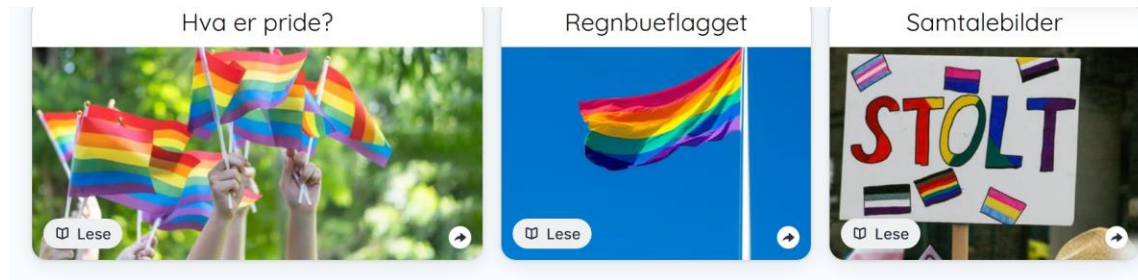 Hva er pride?
Regnbueflagget
Samtalebilder
STOLT
Lese
Lese
Lese